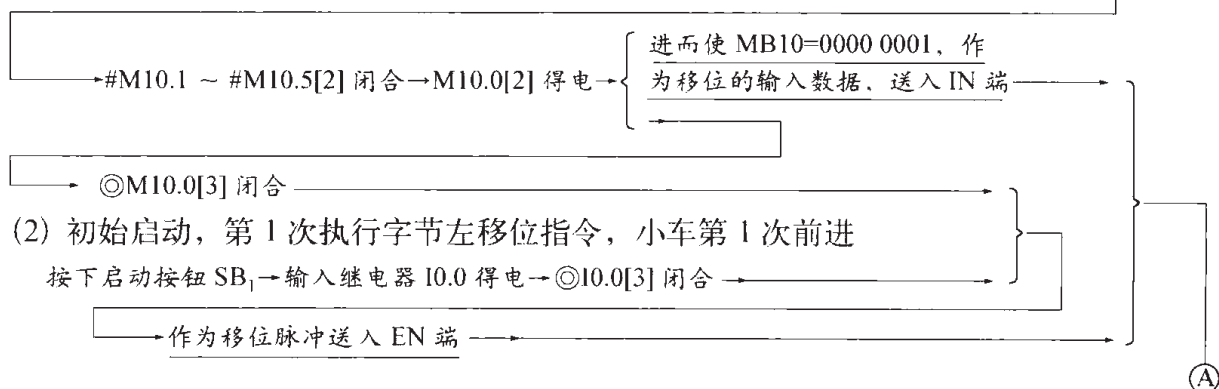 进而使 MB10=0000 0001, 作
→#M10.1 ~ #M10.5[2] 闭合→M10.0[2] 得电→{ 为移位的输入数据, 送入 IN 端→
→ ◎M10.0[3] 闭合→
(2) 初始启动, 第 1 次执行字节左移位指令, 小车第 1 次前进
按下启动按钮 SB₁→输入继电器 I0.0 得电→◎I0.0[3] 闭合→
→作为移位脉冲送入 EN 端→
Ⓐ